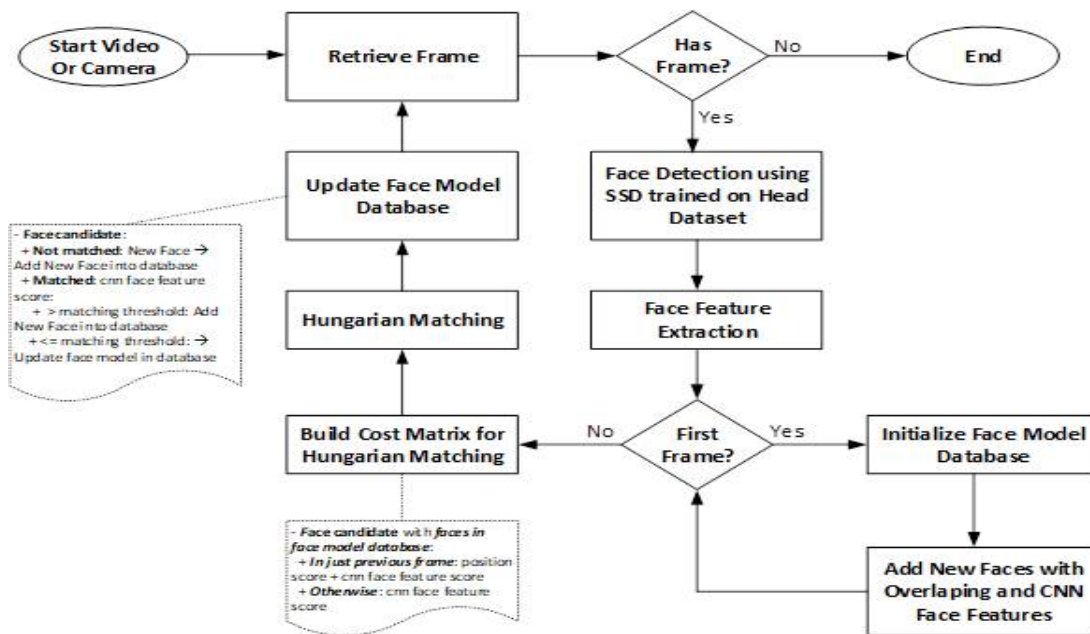 Start Video
Or Camera
Retrieve Frame
Has
Frame?
No
End
Yes
Update Face Model
Database
Face Detection using
SSD trained on Head
Dataset
- Face candidate:
+ Not matched: New Face →
Add New Face into database
+ Matched: cnn face feature
score:
+ > matching threshold: Add
New Face into database
+ <= matching threshold: →
Update face model in database
Hungarian Matching
Face Feature
Extraction
Build Cost Matrix for
Hungarian Matching
No
First
Frame?
Yes
Initialize Face Model
Database
- Face candidate with faces in
face model database:
+ In just previous frame: position
score + cnn face feature score
+ Otherwise: cnn face feature
score
Add New Faces with
Overlaping and CNN
Face Features